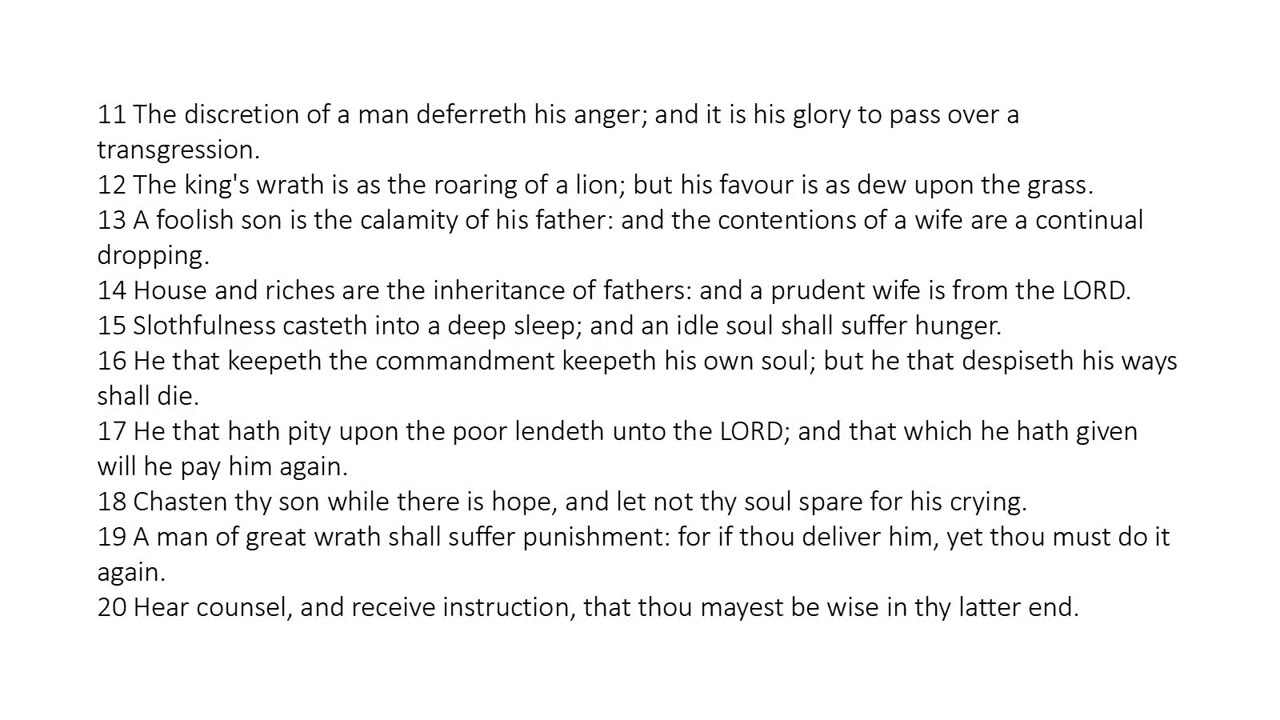 11 The discretion of a man deferreth his anger; and it is his glory to pass over a
transgression.
12 The king's wrath is as the roaring of a lion; but his favour is as dew upon the grass.
13 A foolish son is the calamity of his father: and the contentions of a wife are a continual
dropping.
14 House and riches are the inheritance of fathers: and a prudent wife is from the LORD.
15 Slothfulness casteth into a deep sleep; and an idle soul shall suffer hunger.
16 He that keepeth the commandment keepeth his own soul; but he that despiseth his ways
shall die.
17 He that hath pity upon the poor lendeth unto the LORD; and that which he hath given
will he pay him again.
18 Chasten thy son while there is hope, and let not thy soul spare for his crying.
19 A man of great wrath shall suffer punishment: for if thou deliver him, yet thou must do it
again.
20 Hear counsel, and receive instruction, that thou mayest be wise in thy latter end.